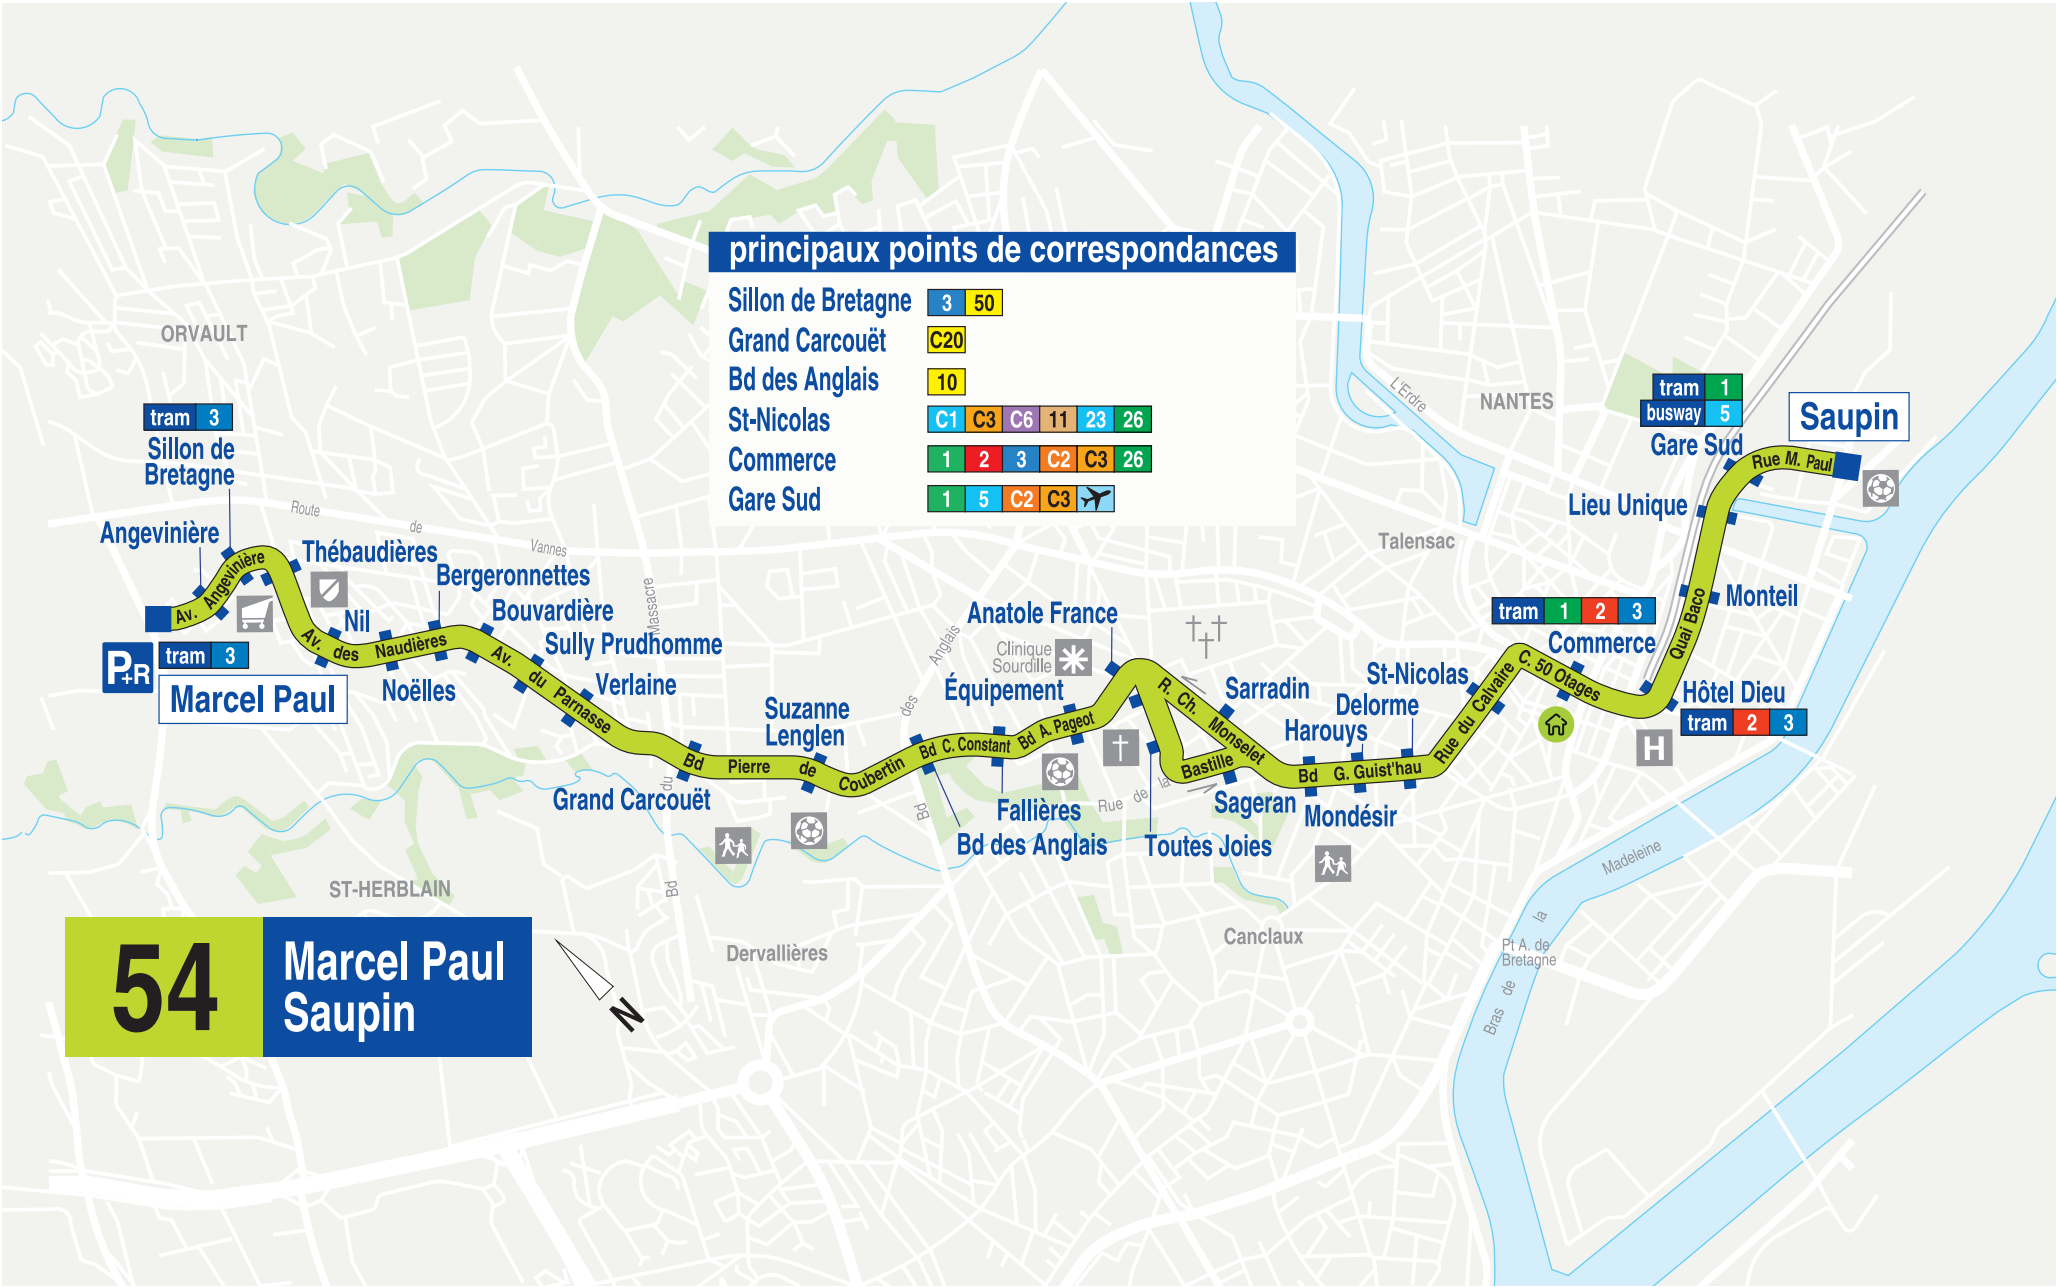 principaux points de correspondances
Sillon de Bretagne 3 50
Grand Carcouët C20
Bd des Anglais 10
St-Nicolas C1 C3 C6 11 23 26
Commerce 1 2 3 C2 C3 26
Gare Sud 1 5 C2 C3
ORVAULT
tram 3
Sillon de
Bretagne
Angevinière
Av. Angevinière
P+R
tram 3
Marcel Paul
Route de Vannes
Thébaudières
Nil
Av. des Naudières
Noëlles
Bergeronnettes
Bouvardière
Sully Prudhomme
Verlaine
Av. du Parnasse
Bd du Massacre
Grand Carcouët
Bd Pierre de Coubertin
Suzanne
Lenglen
Bd des Anglais
Bd C. Constant
Fallières
Bd des Anglais
Équipement
Bd A. Pageot
Clinique
Sourdille
Anatole France
Toutes Joies
Rue de la
Bastille
R. Ch. Monselet
Sarradin
Sageran
Harouys
Mondésir
Bd G. Guist'hau
Delorme
St-Nicolas
Rue du Calvaire
C. 50 Otages
tram 1 2 3
Commerce
Hôtel Dieu
tram 2 3
H
Quai Baco
Monteil
Lieu Unique
tram 1
busway 5
Gare Sud
Rue M. Paul
Saupin
NANTES
L'Erdre
Talensac
ST-HERBLAIN
Dervallières
Canclaux
Pt A. de
Bretagne
Bras de la Madeleine
54
Marcel Paul
Saupin
N